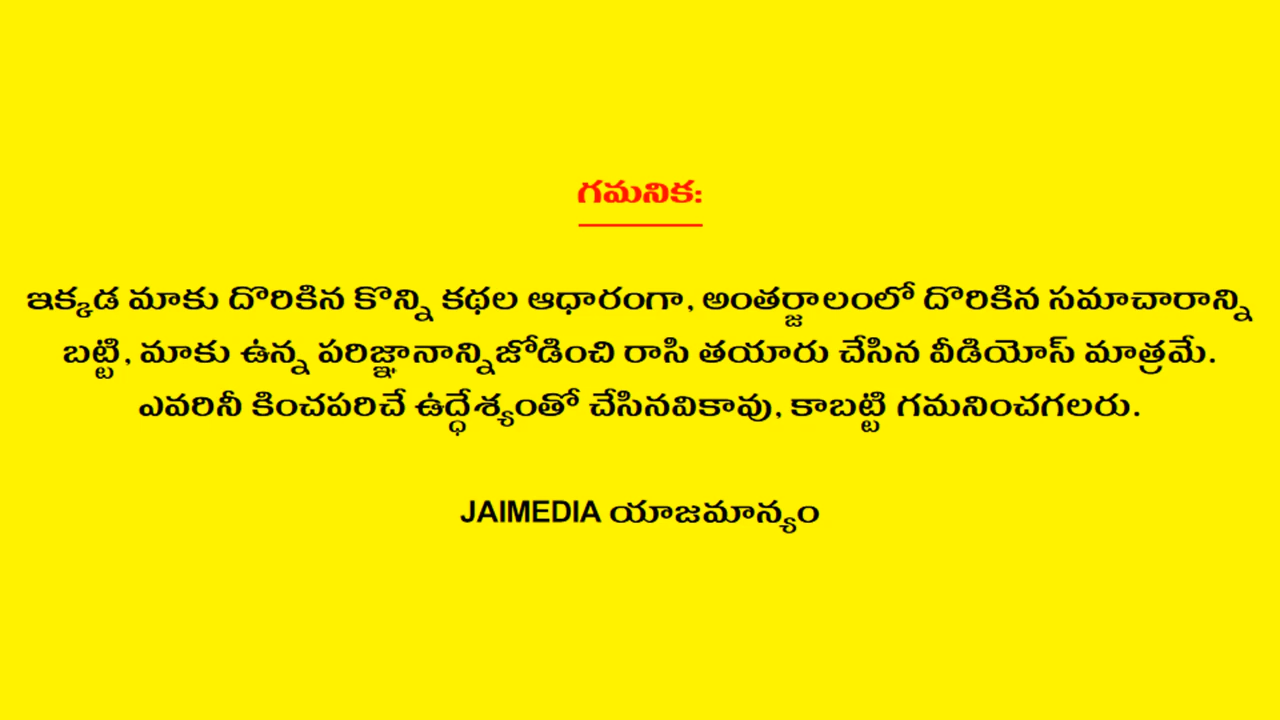 గమనిక:
ఇక్కడ మాకు దొరికిన కొన్ని కథల ఆధారంగా, అంతర్జాలంలో దొరికిన సమాచారాన్ని
బట్టి, మాకు ఉన్న పరిజ్ఞానాన్నిజోడించి రాసి తయారు చేసిన వీడియోస్ మాత్రమే.
ఎవరినీ కించపరిచే ఉద్ధేశ్యంతో చేసినవికావు, కాబట్టి గమనించగలరు.
JAIMEDIA యాజమాన్యం